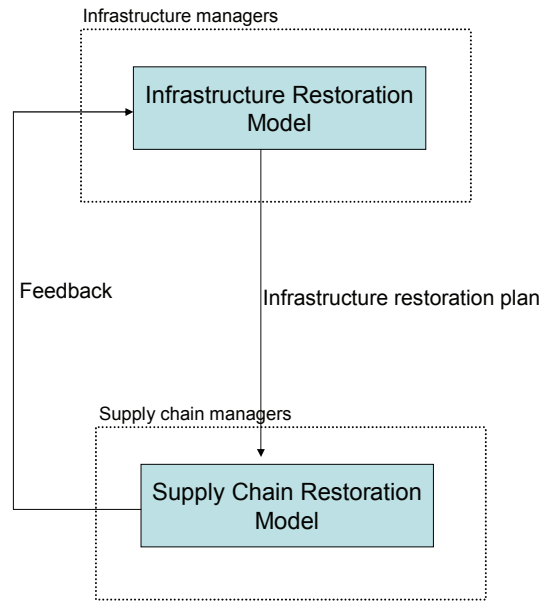 Infrastructure managers
Infrastructure Restoration
Model
Feedback
Infrastructure restoration plan
Supply chain managers
Supply Chain Restoration
Model